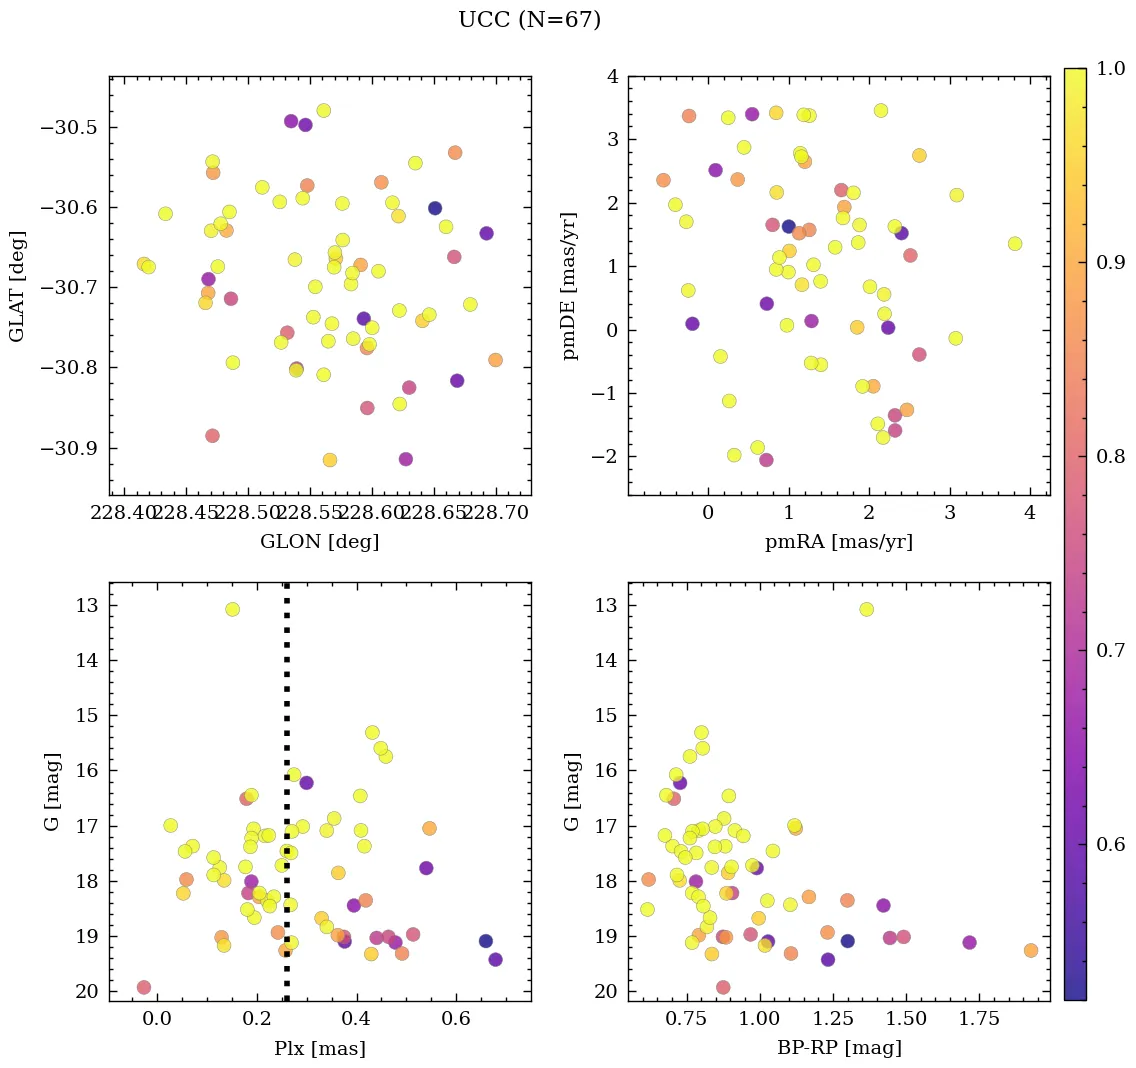 UCC (N=67)
−30.5
−30.6
−30.7
−30.8
−30.9
GLAT [deg]
228.40 228.45 228.50 228.55 228.60 228.65 228.70
GLON [deg]
4
3
2
1
0
−1
−2
pmDE [mas/yr]
0 1 2 3 4
pmRA [mas/yr]
13
14
15
16
17
18
19
20
G [mag]
0.0 0.2 0.4 0.6
Plx [mas]
13
14
15
16
17
18
19
20
G [mag]
0.75 1.00 1.25 1.50 1.75
BP-RP [mag]
1.0
0.9
0.8
0.7
0.6